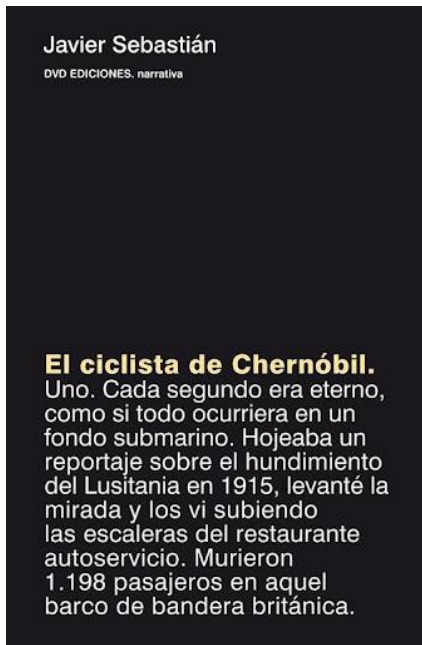 Javier Sebastián
DVD EDICIONES. narrativa
El ciclista de Chernóbil.
Uno. Cada segundo era eterno,
como si todo ocurriera en un
fondo submarino. Hojeaba un
reportaje sobre el hundimiento
del Lusitania en 1915, levanté la
mirada y los vi subiendo
las escaleras del restaurante
autoservicio. Murieron
1.198 pasajeros en aquel
barco de bandera británica.